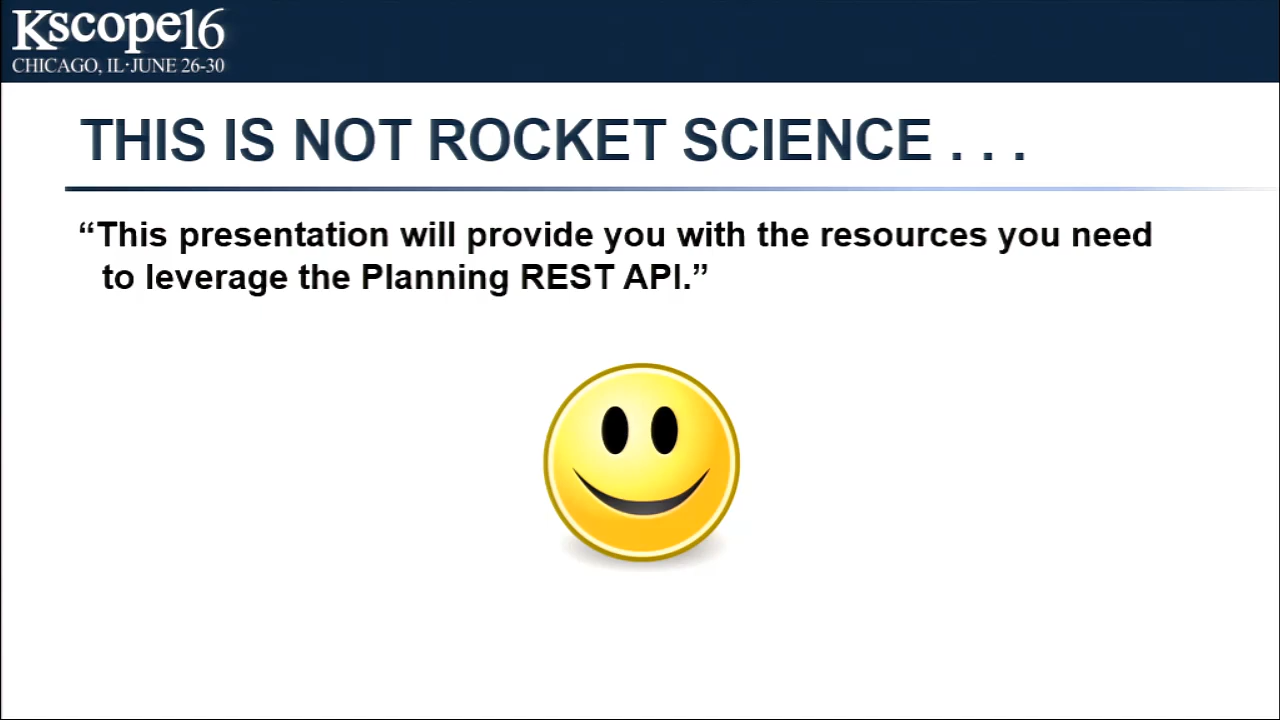 Kscope16
CHICAGO, IL·JUNE 26-30
THIS IS NOT ROCKET SCIENCE . . .
“This presentation will provide you with the resources you need
to leverage the Planning REST API.”